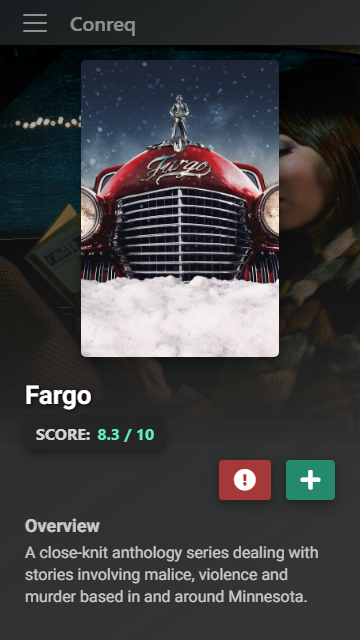 Conreq
Fargo
Fargo
SCORE: 8.3 / 10
Overview
A close-knit anthology series dealing with
stories involving malice, violence and
murder based in and around Minnesota.